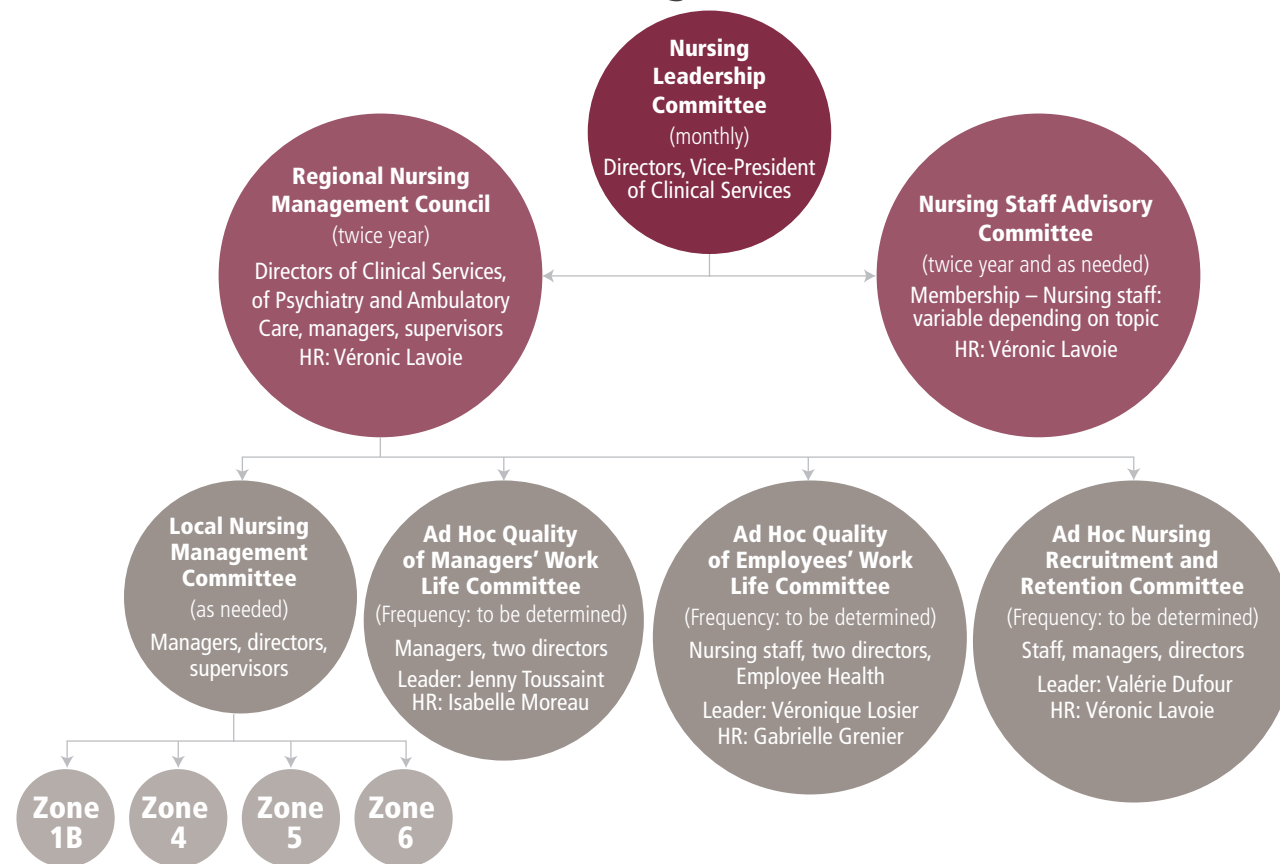 Nursing
Leadership
Committee
(monthly)
Directors, Vice-President
of Clinical Services
Regional Nursing
Management Council
(twice year)
Directors of Clinical Services,
of Psychiatry and Ambulatory
Care, managers, supervisors
HR: Véronic Lavoie
Nursing Staff Advisory
Committee
(twice year and as needed)
Membership – Nursing staff:
variable depending on topic
HR: Véronic Lavoie
Local Nursing
Management
Committee
(as needed)
Managers, directors,
supervisors
Ad Hoc Quality
of Managers’ Work
Life Committee
(Frequency: to be determined)
Managers, two directors
Leader: Jenny Toussaint
HR: Isabelle Moreau
Ad Hoc Quality
of Employees’ Work
Life Committee
(Frequency: to be determined)
Nursing staff, two directors,
Employee Health
Leader: Véronique Losier
HR: Gabrielle Grenier
Ad Hoc Nursing
Recruitment and
Retention Committee
(Frequency: to be determined)
Staff, managers, directors
Leader: Valérie Dufour
HR: Véronic Lavoie
Zone
1B
Zone
4
Zone
5
Zone
6